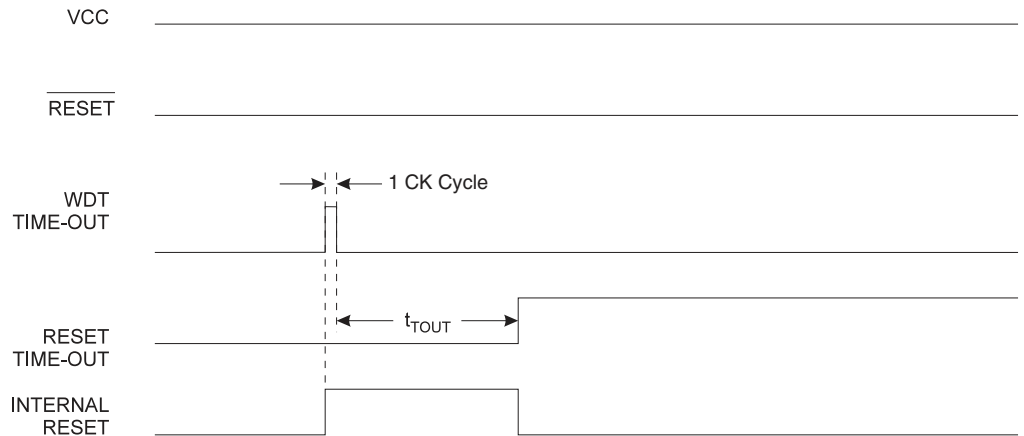 VCC
RESET
1 CK Cycle
WDT
TIME-OUT
tTOUT
RESET
TIME-OUT
INTERNAL
RESET